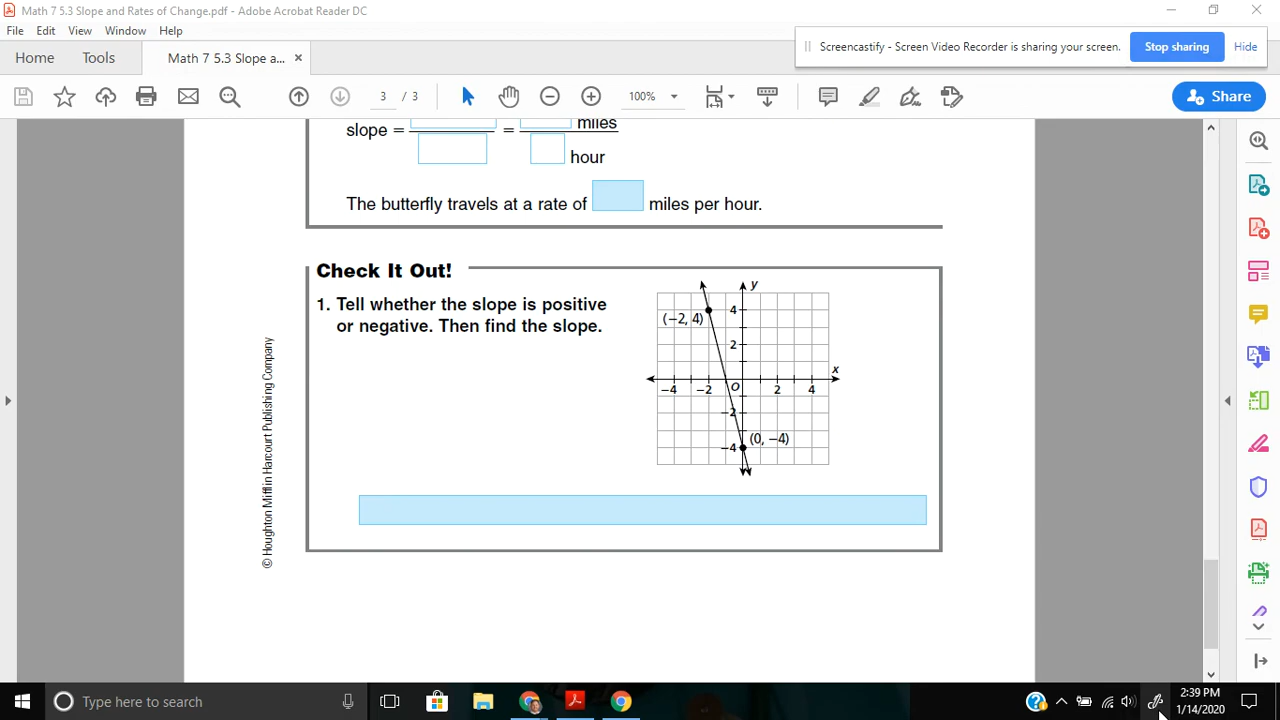 Math 7 5.3 Slope and Rates of Change.pdf - Adobe Acrobat Reader DC
File Edit View Window Help
Home Tools Math 7 5.3 Slope a... ×
Screencastify - Screen Video Recorder is sharing your screen. Stop sharing Hide
3 / 3 100% Share
slope = = miles
hour
The butterfly travels at a rate of miles per hour.
Check It Out!
1. Tell whether the slope is positive
or negative. Then find the slope.
y
4
(−2, 4)
2
x
−4 −2 O 2 4
−2
(0, −4)
−4
© Houghton Mifflin Harcourt Publishing Company
Type here to search
2:39 PM
1/14/2020